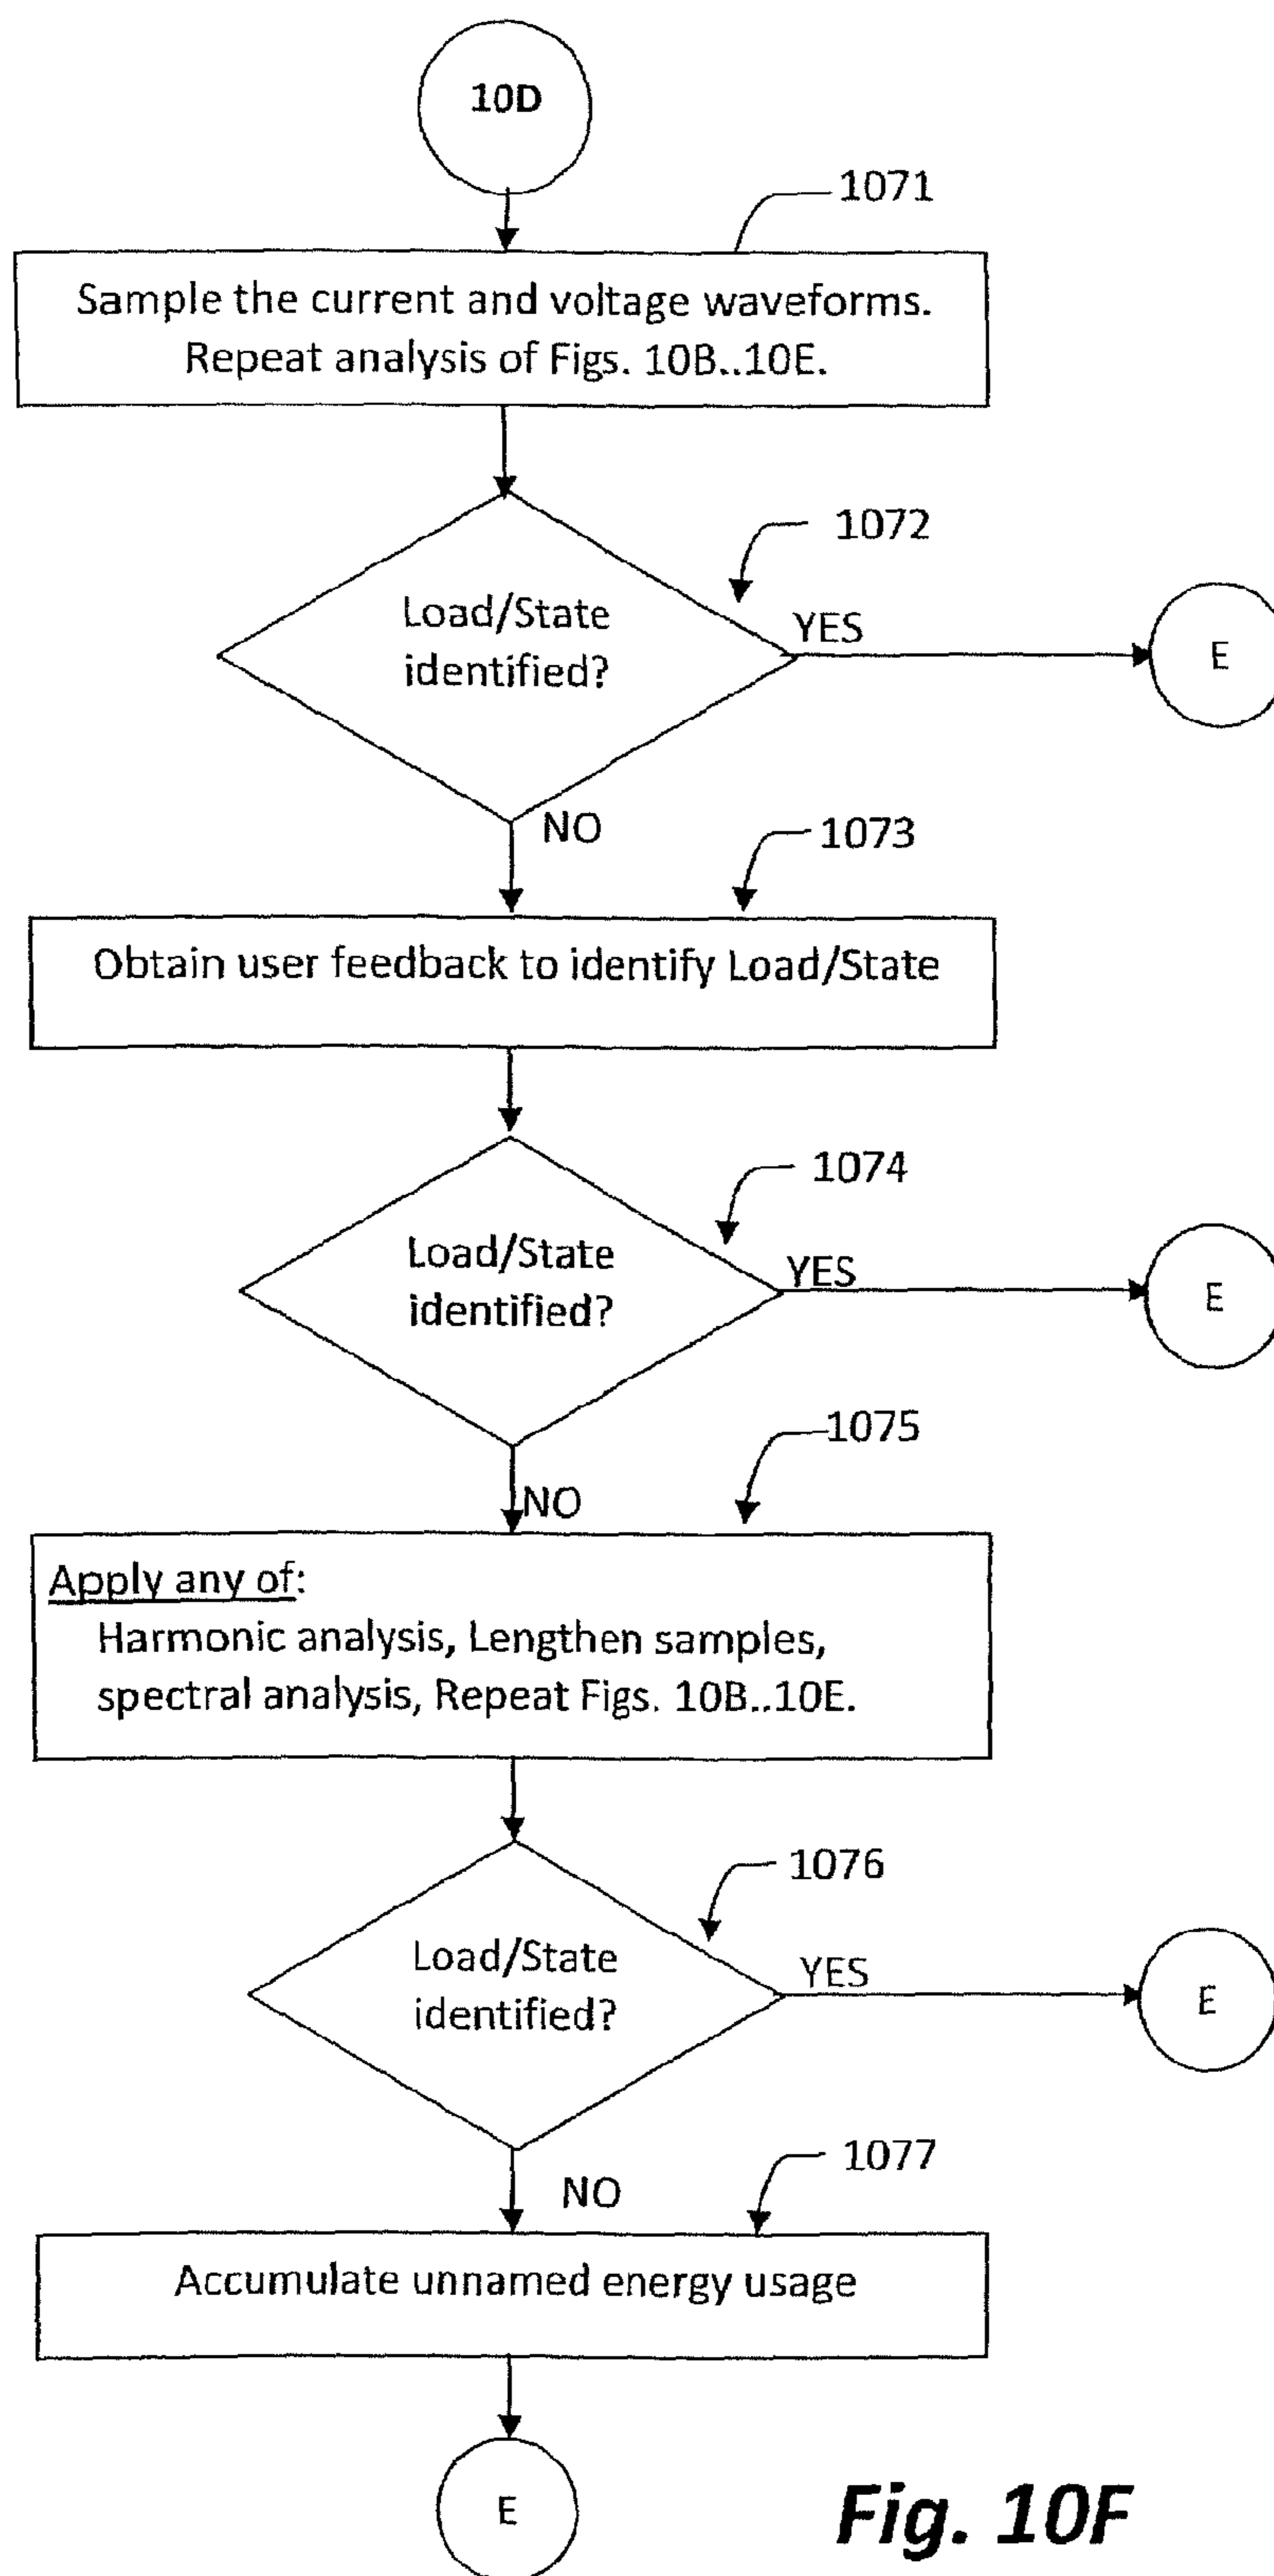 10D
1071
Sample the current and voltage waveforms.
Repeat analysis of Figs. 10B..10E.
1072
Load/State
identified?
YES
E
NO
1073
Obtain user feedback to identify Load/State
1074
Load/State
identified?
YES
E
1075
NO
Apply any of:
Harmonic analysis, Lengthen samples,
spectral analysis, Repeat Figs. 10B..10E.
1076
Load/State
identified?
YES
E
1077
NO
Accumulate unnamed energy usage
E
Fig. 10F